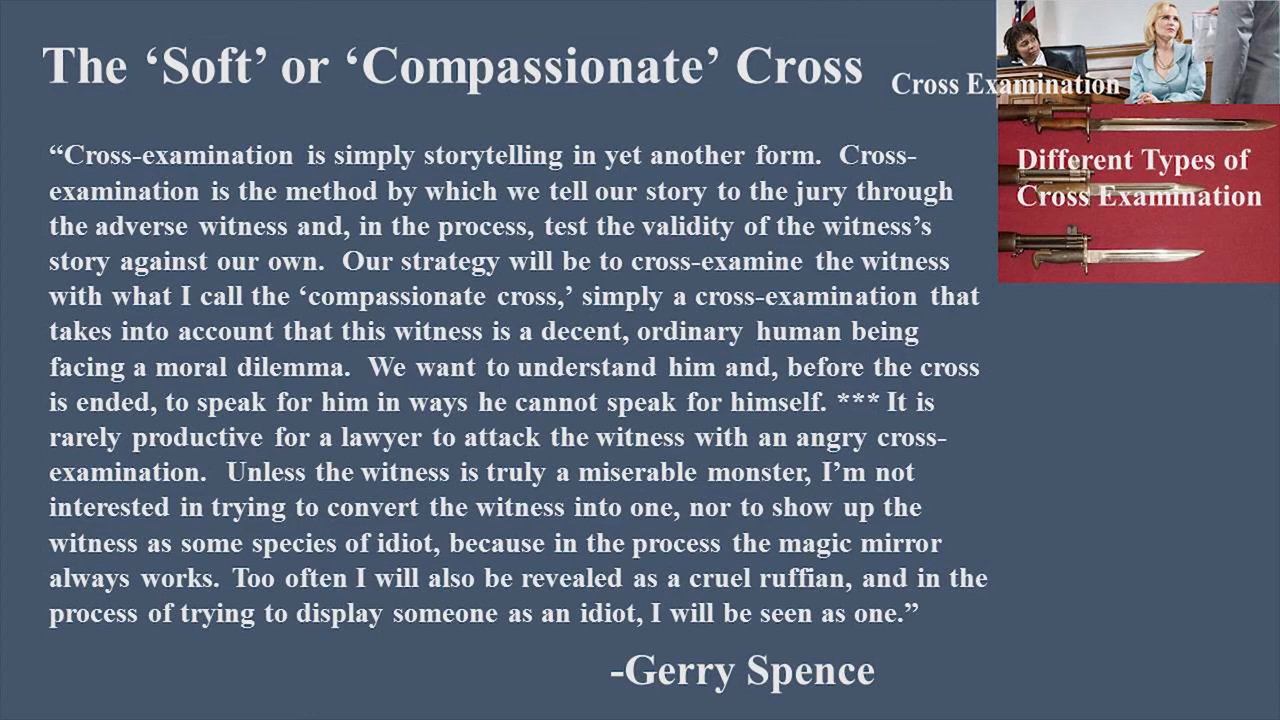 The ‘Soft’ or ‘Compassionate’ Cross
Cross Examination
Different Types of
Cross Examination
“Cross-examination is simply storytelling in yet another form.  Cross-
examination is the method by which we tell our story to the jury through
the adverse witness and, in the process, test the validity of the witness’s
story against our own.  Our strategy will be to cross-examine the witness
with what I call the ‘compassionate cross,’ simply a cross-examination that
takes into account that this witness is a decent, ordinary human being
facing a moral dilemma.  We want to understand him and, before the cross
is ended, to speak for him in ways he cannot speak for himself. *** It is
rarely productive for a lawyer to attack the witness with an angry cross-
examination.  Unless the witness is truly a miserable monster, I’m not
interested in trying to convert the witness into one, nor to show up the
witness as some species of idiot, because in the process the magic mirror
always works.  Too often I will also be revealed as a cruel ruffian, and in the
process of trying to display someone as an idiot, I will be seen as one.”
-Gerry Spence